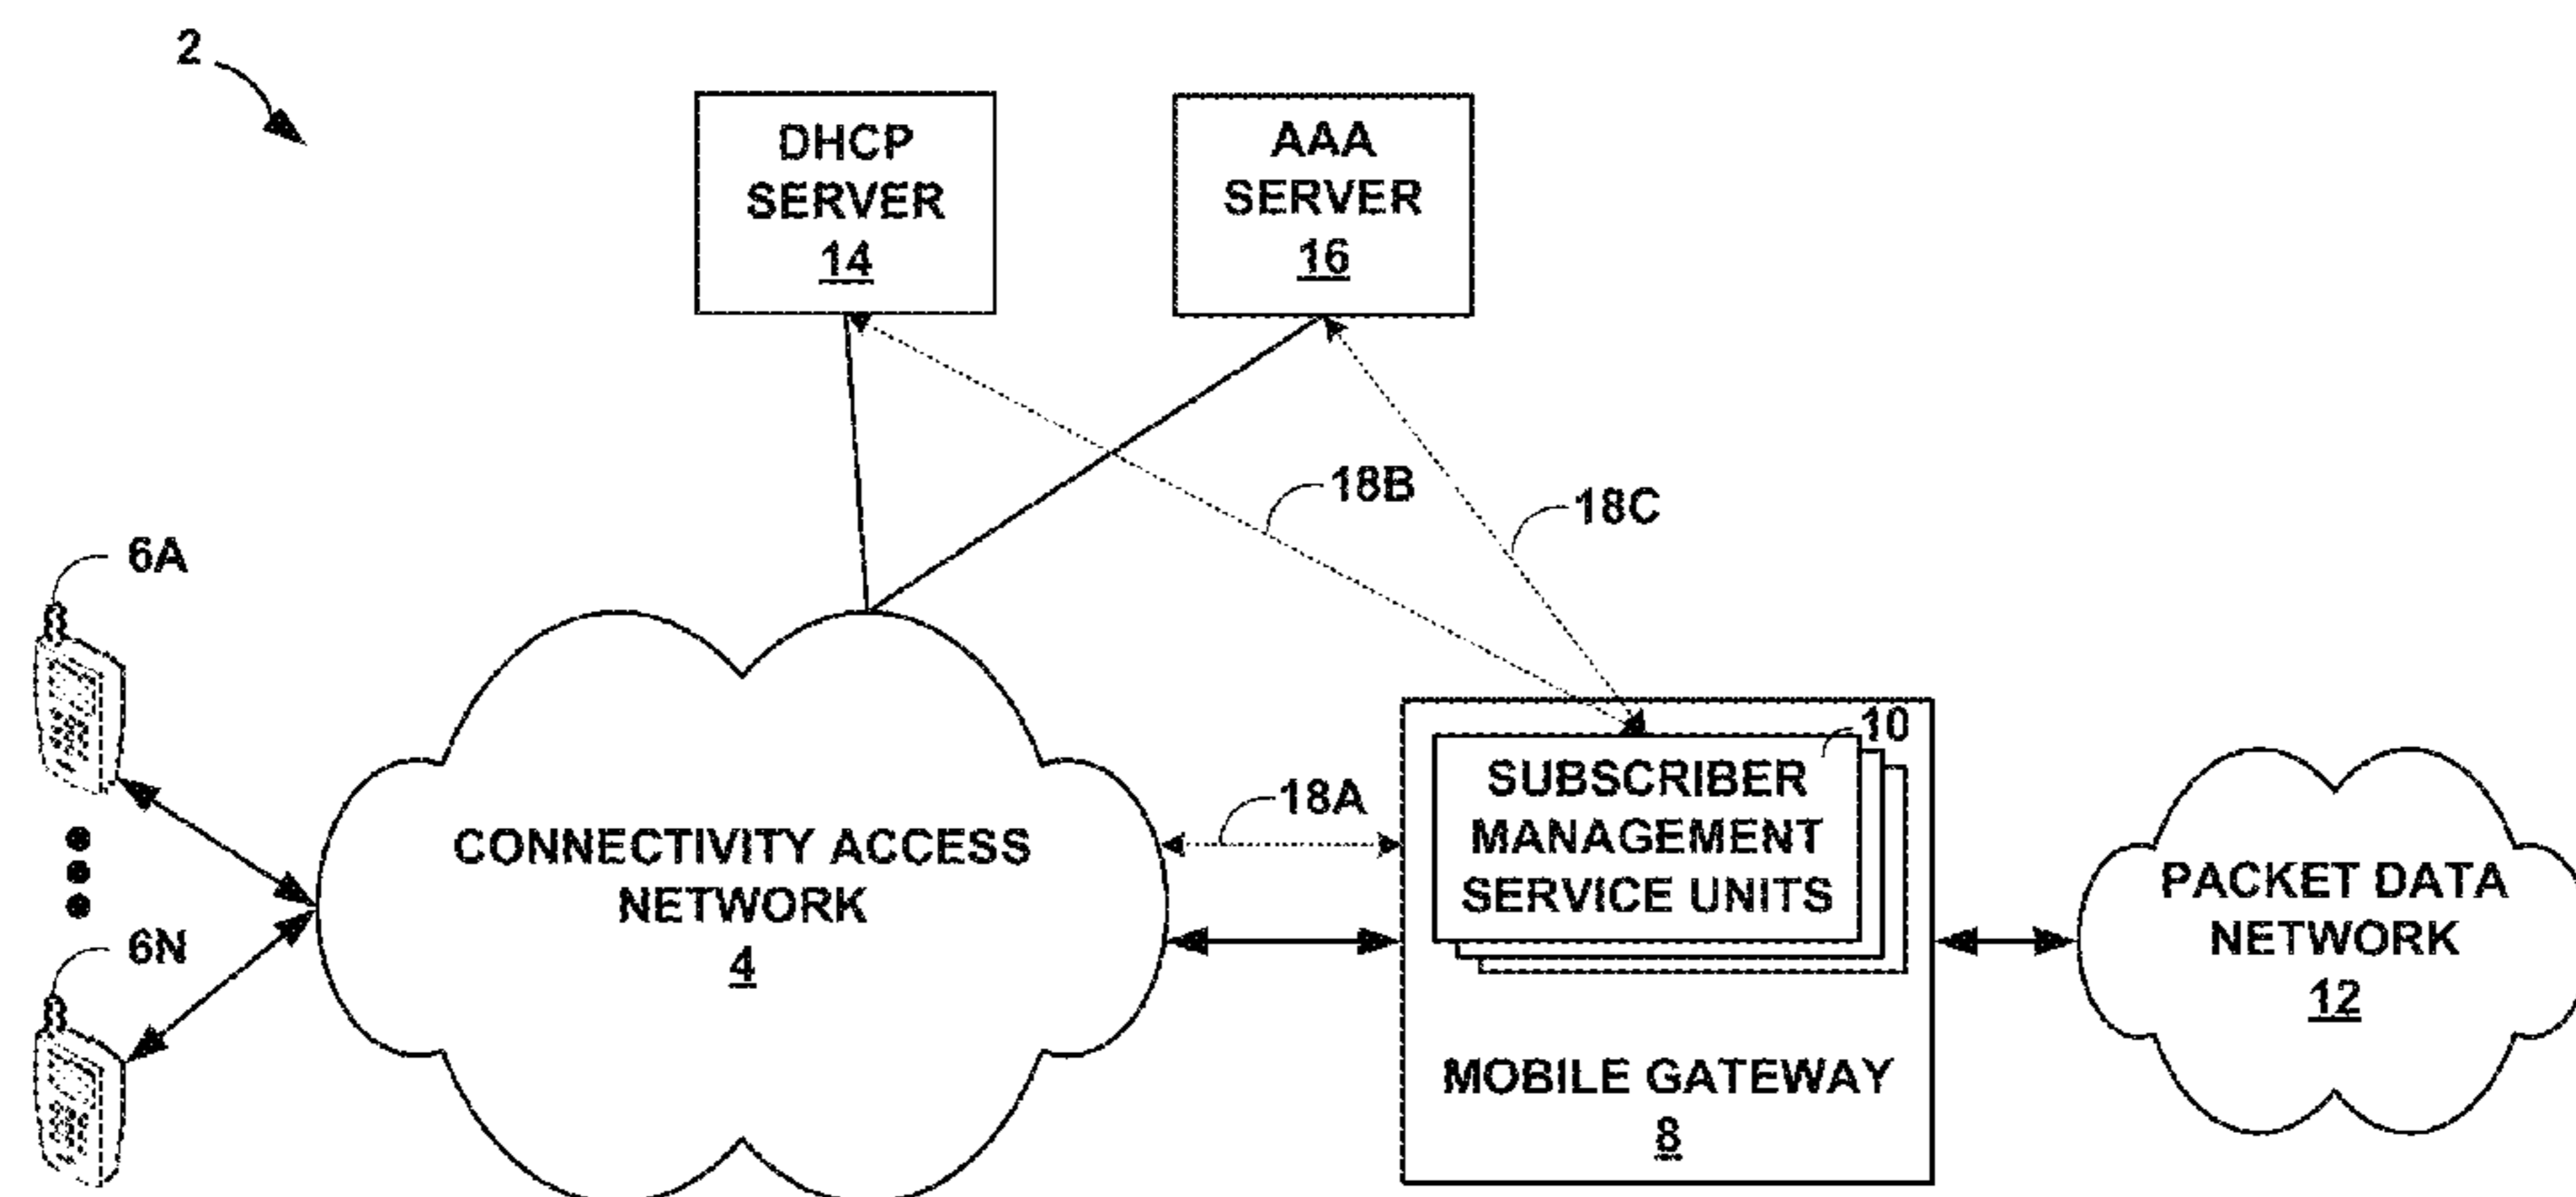 2
DHCP
SERVER
14
AAA
SERVER
16
18B
18C
6A
10
SUBSCRIBER
MANAGEMENT
SERVICE UNITS
18A
CONNECTIVITY ACCESS
NETWORK
4
6N
MOBILE GATEWAY
8
PACKET DATA
NETWORK
12